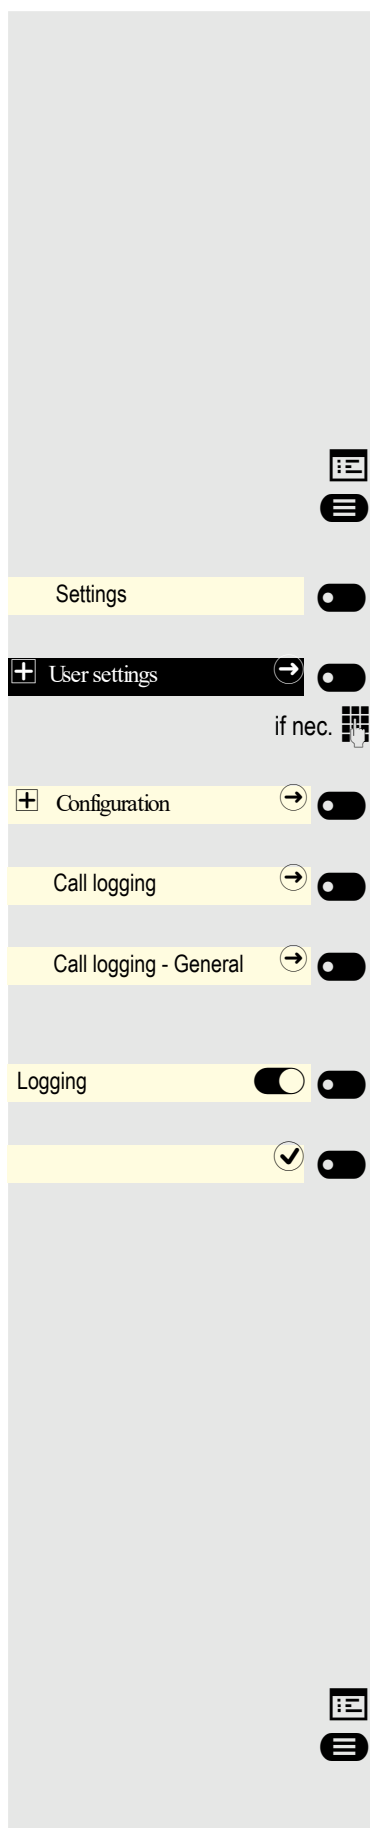 Settings
User settings
if nec.
Configuration
Call logging
Call logging - General
Logging